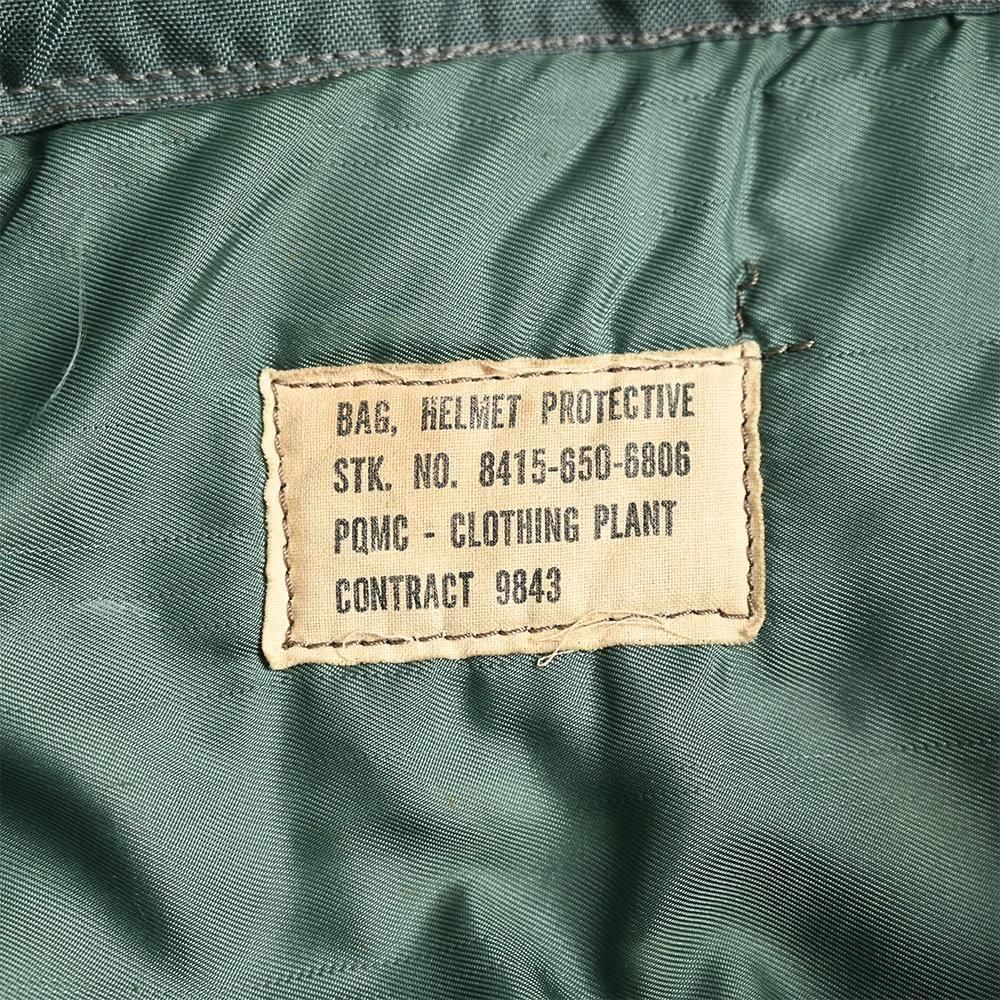 BAG, HELMET PROTECTIVE
STK. NO. 8415-650-6806
PQMC - CLOTHING PLANT
CONTRACT 9843